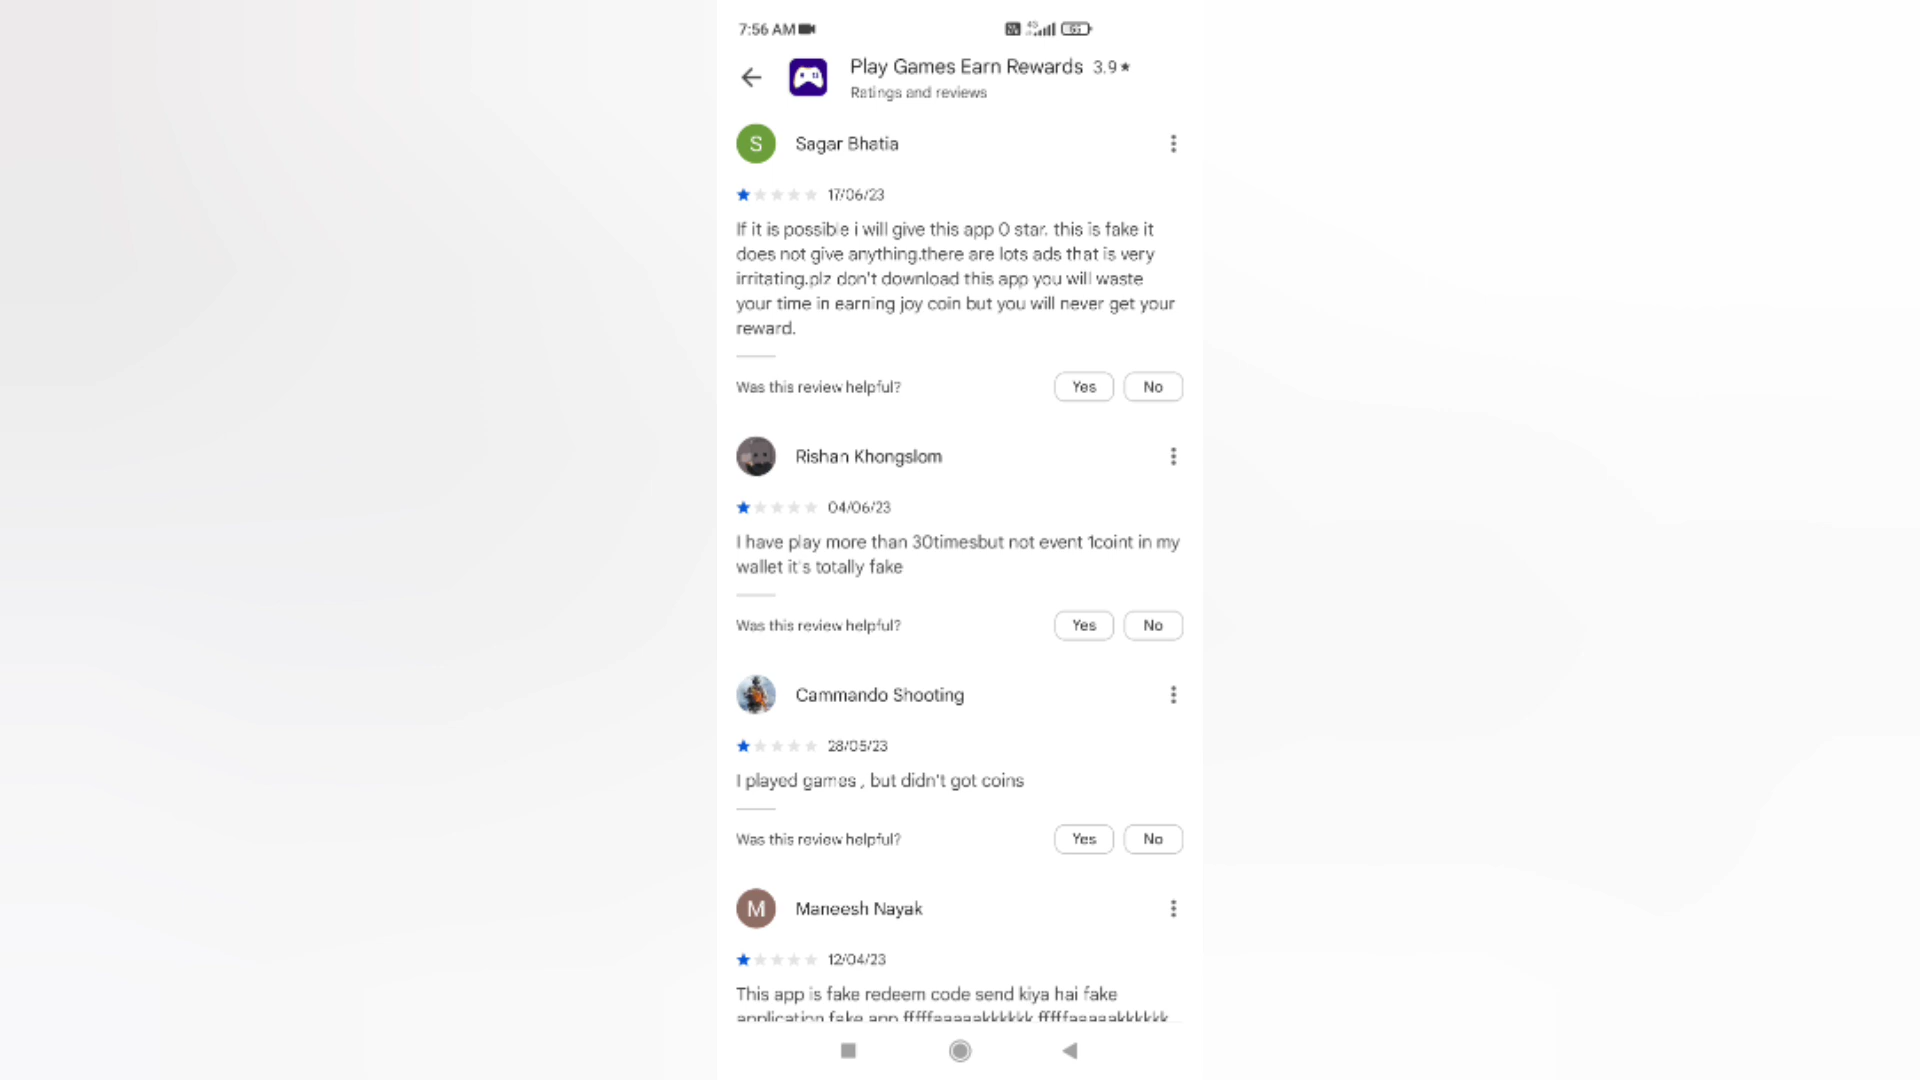 7:56 AM
4G
Play Games Earn Rewards 3.9★
Ratings and reviews
S
Sagar Bhatia
17/06/23
If it is possible i will give this app 0 star. this is fake it
does not give anything.there are lots ads that is very
irritating.plz don't download this app you will waste
your time in earning joy coin but you will never get your
reward.
Was this review helpful?
Yes
No
Rishan Khongslom
04/06/23
I have play more than 30timesbut not event 1coint in my
wallet it's totally fake
Was this review helpful?
Yes
No
Cammando Shooting
28/05/23
I played games , but didn't got coins
Was this review helpful?
Yes
No
M
Maneesh Nayak
12/04/23
This app is fake redeem code send kiya hai fake
application fake app fffffaaaaakkkkkk fffffaaaaakkkkkk